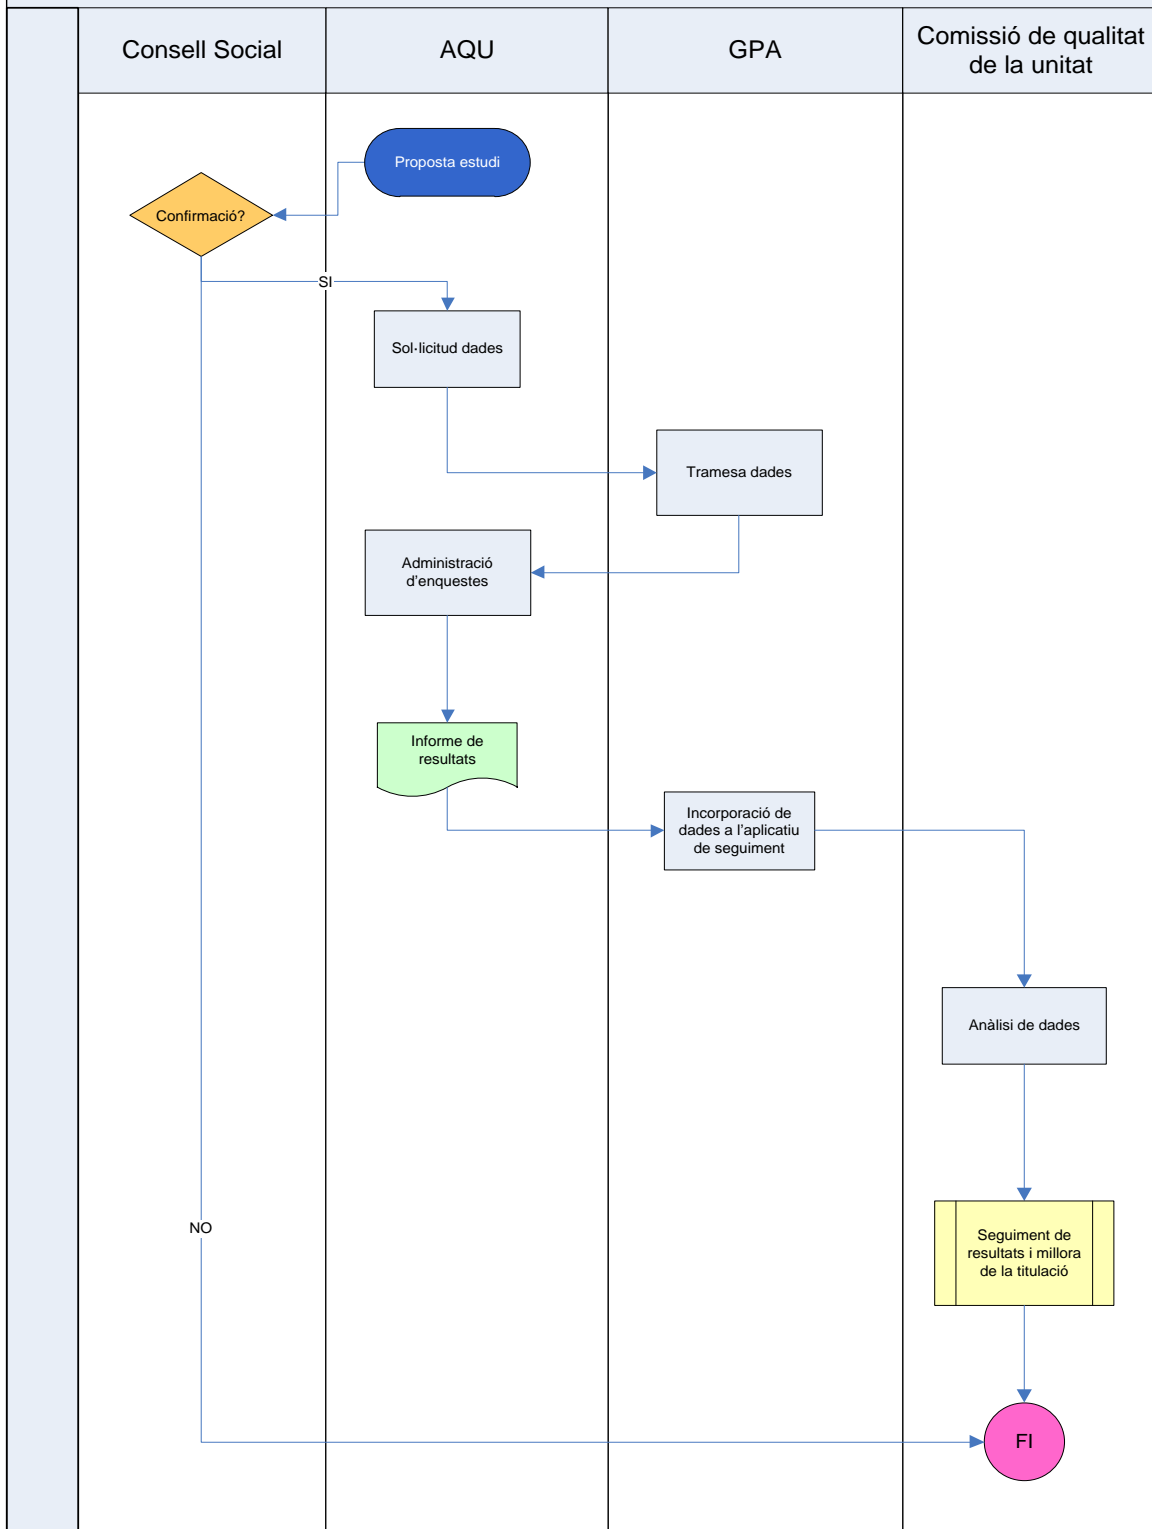 Consell Social
AQU
GPA
Comissió de qualitat
de la unitat
Proposta estudi
Confirmació?
SI
Sol·licitud dades
Tramesa dades
Administració
d'enquestes
Informe de
resultats
Incorporació de
dades a l'aplicatiu
de seguiment
Anàlisi de dades
NO
Seguiment de
resultats i millora
de la titulació
FI